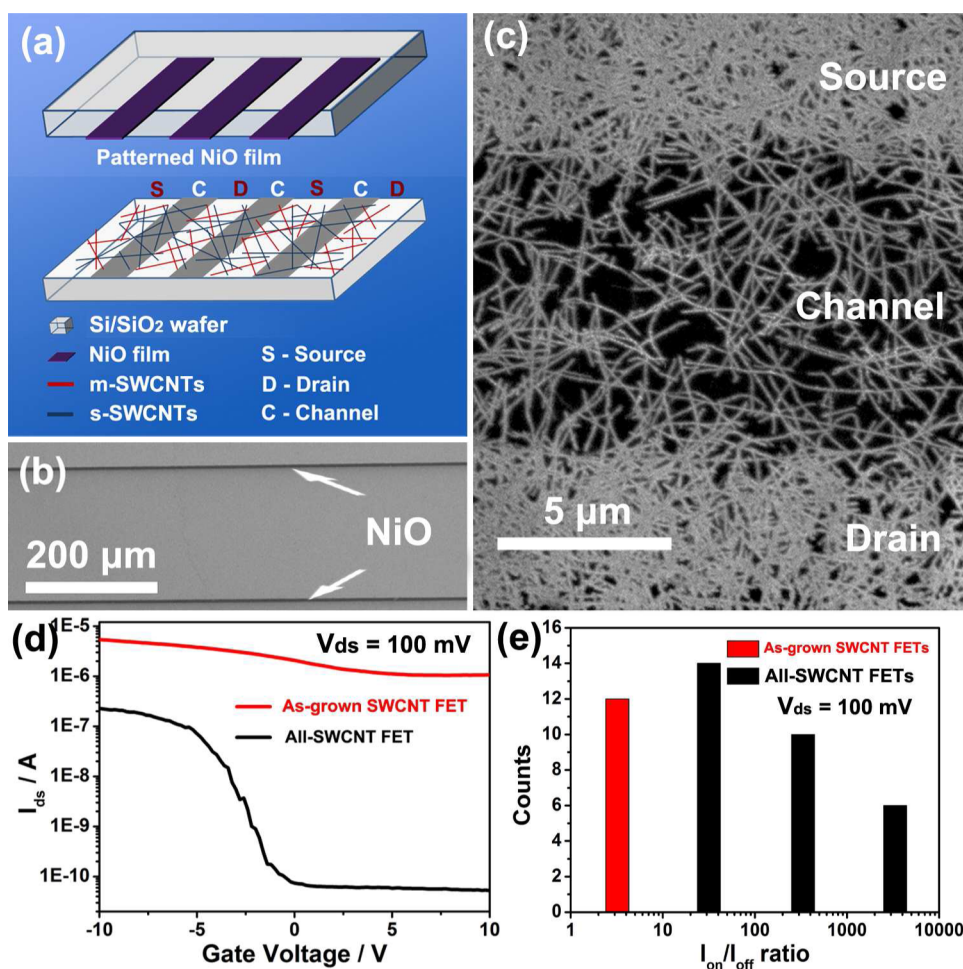 (a)
Patterned NiO film
S C D C S C D
Si/SiO₂ wafer
NiO film
m-SWCNTs
s-SWCNTs
S - Source
D - Drain
C - Channel
(b)
NiO
200 µm
(c)
Source
Channel
5 µm
Drain
(d)
Vds = 100 mV
As-grown SWCNT FET
All-SWCNT FET
1E-5
1E-6
1E-7
1E-8
1E-9
1E-10
Ids / A
-10 -5 0 5 10
Gate Voltage / V
(e)
As-grown SWCNT FETs
All-SWCNT FETs
Vds = 100 mV
16
14
12
10
8
6
4
2
0
Counts
1 10 100 1000 10000
Ion/Ioff ratio